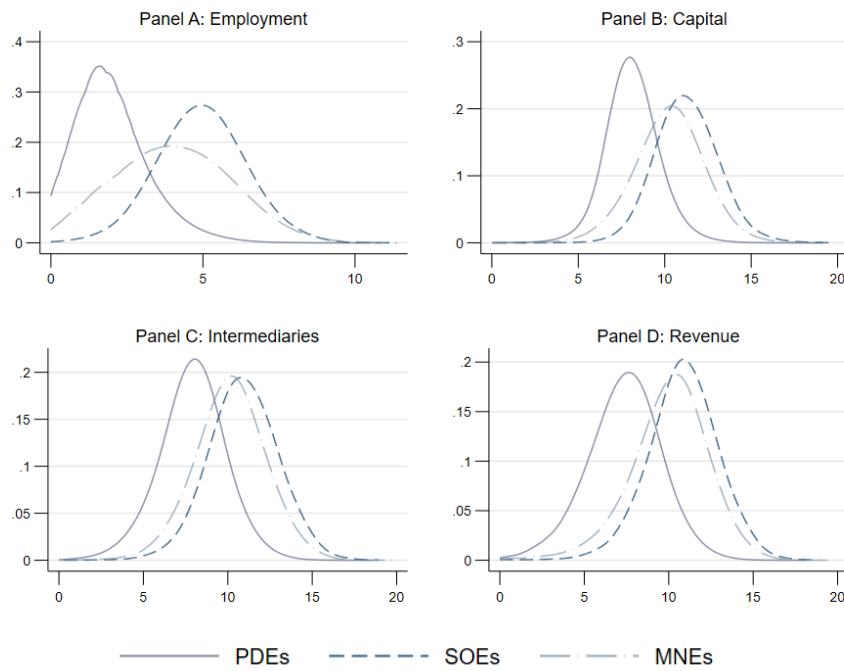 Panel A: Employment
.4
.3
.2
.1
0
0 5 10
Panel B: Capital
.3
.2
.1
0
0 5 10 15 20
Panel C: Intermediaries
.2
.15
.1
.05
0
0 5 10 15 20
Panel D: Revenue
.2
.15
.1
.05
0
0 5 10 15 20
PDEs SOEs MNEs